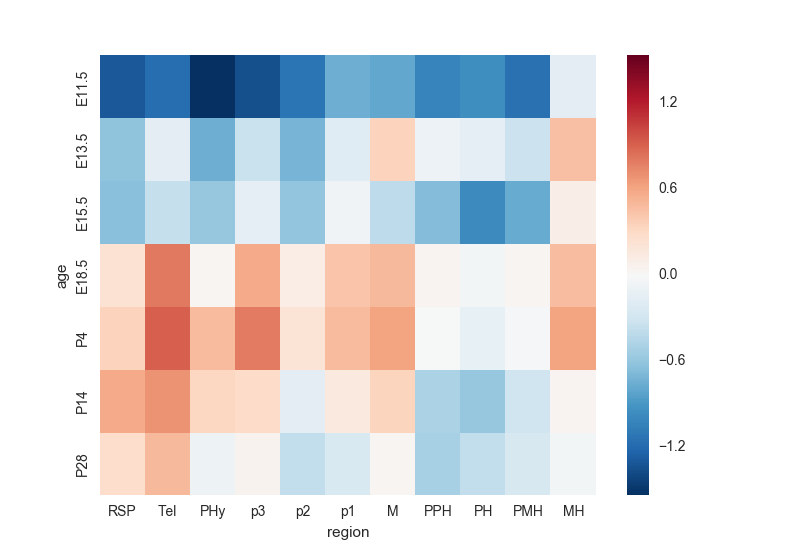 E11.5
E13.5
E15.5
E18.5
P4
P14
P28
age
RSP Tel PHy p3 p2 p1 M PPH PH PMH MH
region
1.2
0.6
0.0
−0.6
−1.2